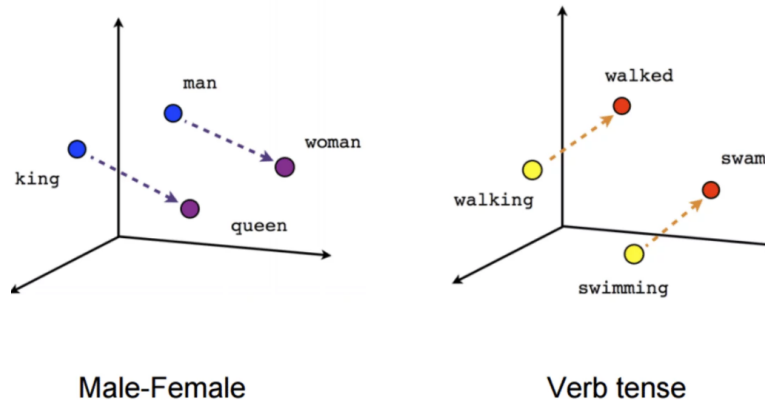 man
woman
king
queen
walked
swam
walking
swimming
Male-Female
Verb tense